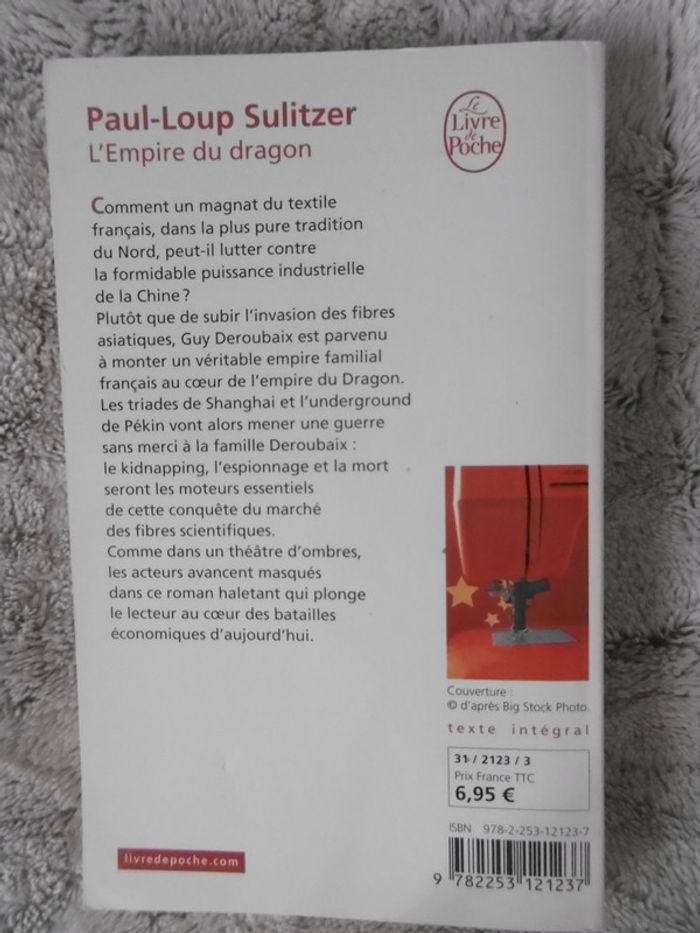 Paul-Loup Sulitzer
L'Empire du dragon
Le
Livre
de
Poche
Comment un magnat du textile
français, dans la plus pure tradition
du Nord, peut-il lutter contre
la formidable puissance industrielle
de la Chine ?
Plutôt que de subir l'invasion des fibres
asiatiques, Guy Deroubaix est parvenu
à monter un véritable empire familial
français au cœur de l'empire du Dragon.
Les triades de Shanghai et l'underground
de Pékin vont alors mener une guerre
sans merci à la famille Deroubaix :
le kidnapping, l'espionnage et la mort
seront les moteurs essentiels
de cette conquête du marché
des fibres scientifiques.
Comme dans un théâtre d'ombres,
les acteurs avancent masqués
dans ce roman haletant qui plonge
le lecteur au cœur des batailles
économiques d'aujourd'hui.
Couverture :
© d'après Big Stock Photo.
texte intégral
31 / 2123 / 3
Prix France TTC
6,95 €
ISBN 978-2-253-12123-7
9 782253 121237
livredepoche.com